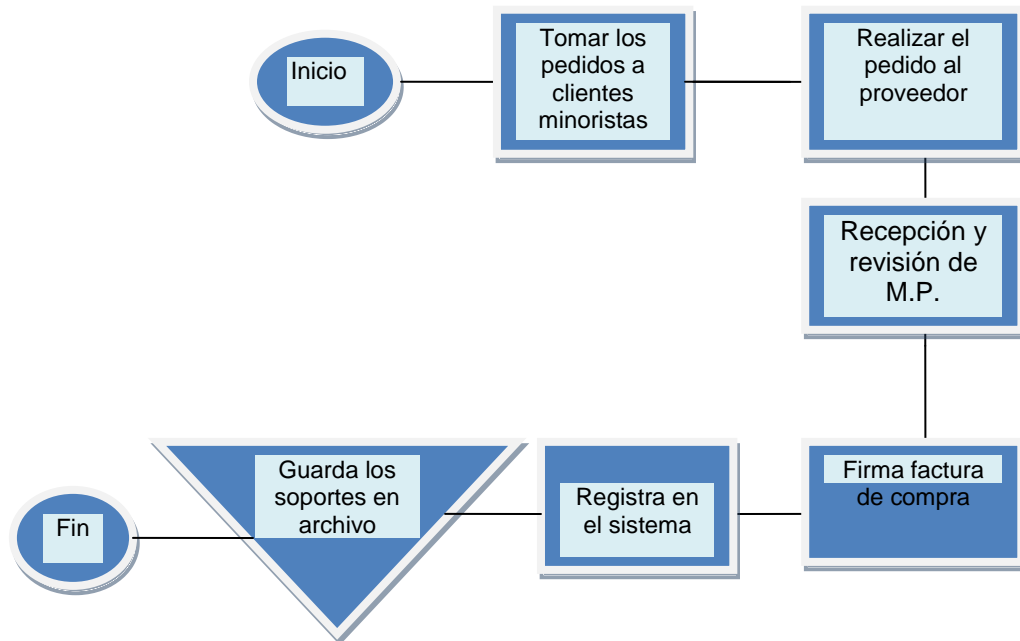 Inicio
Tomar los
pedidos a
clientes
minoristas
Realizar el
pedido al
proveedor
Recepción y
revisión de
M.P.
Firma factura
de compra
Registra en
el sistema
Guarda los
soportes en
archivo
Fin